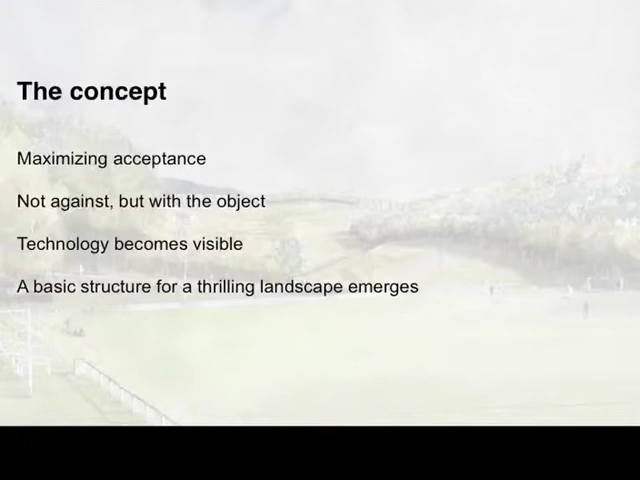 The concept
Maximizing acceptance
Not against, but with the object
Technology becomes visible
A basic structure for a thrilling landscape emerges